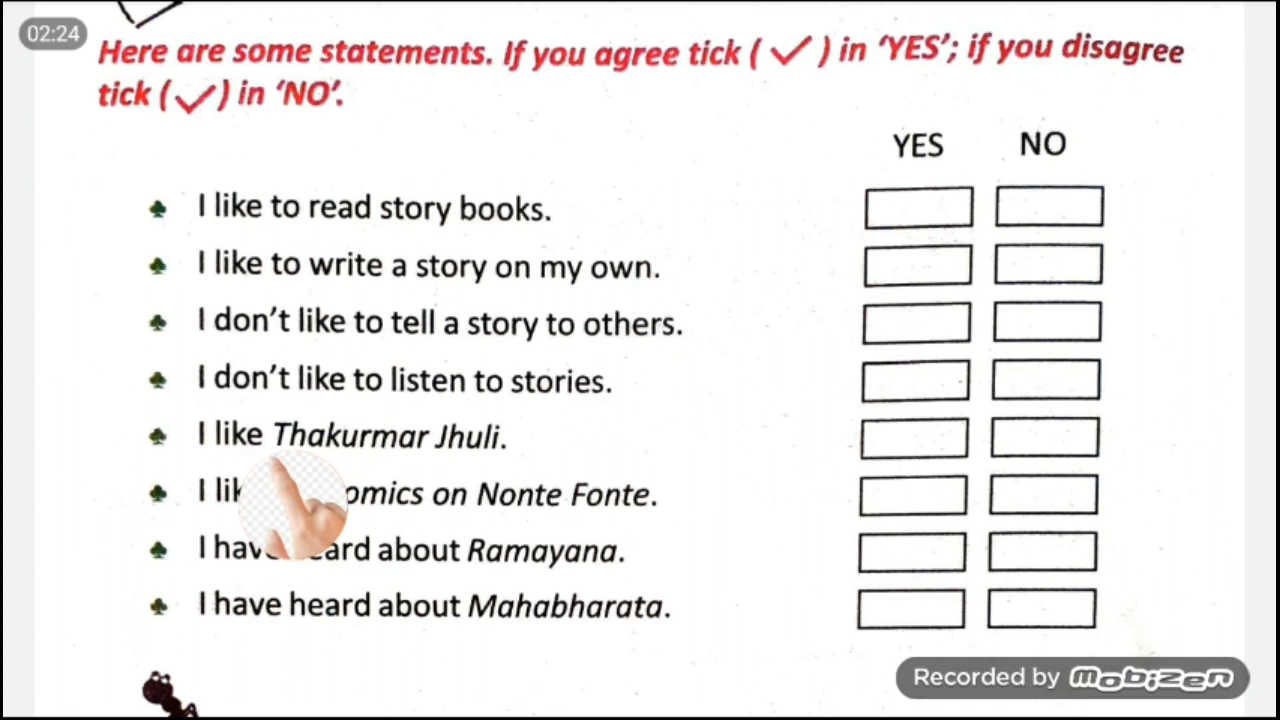 02:24
Here are some statements. If you agree tick ( ✓ ) in ‘YES’; if you disagree
tick ( ✓ ) in ‘NO’.
YES NO
I like to read story books.
I like to write a story on my own.
I don’t like to tell a story to others.
I don’t like to listen to stories.
I like Thakurmar Jhuli.
I omics on Nonte Fonte.
I about Ramayana.
I have heard about Mahabharata.
Recorded by mobizen